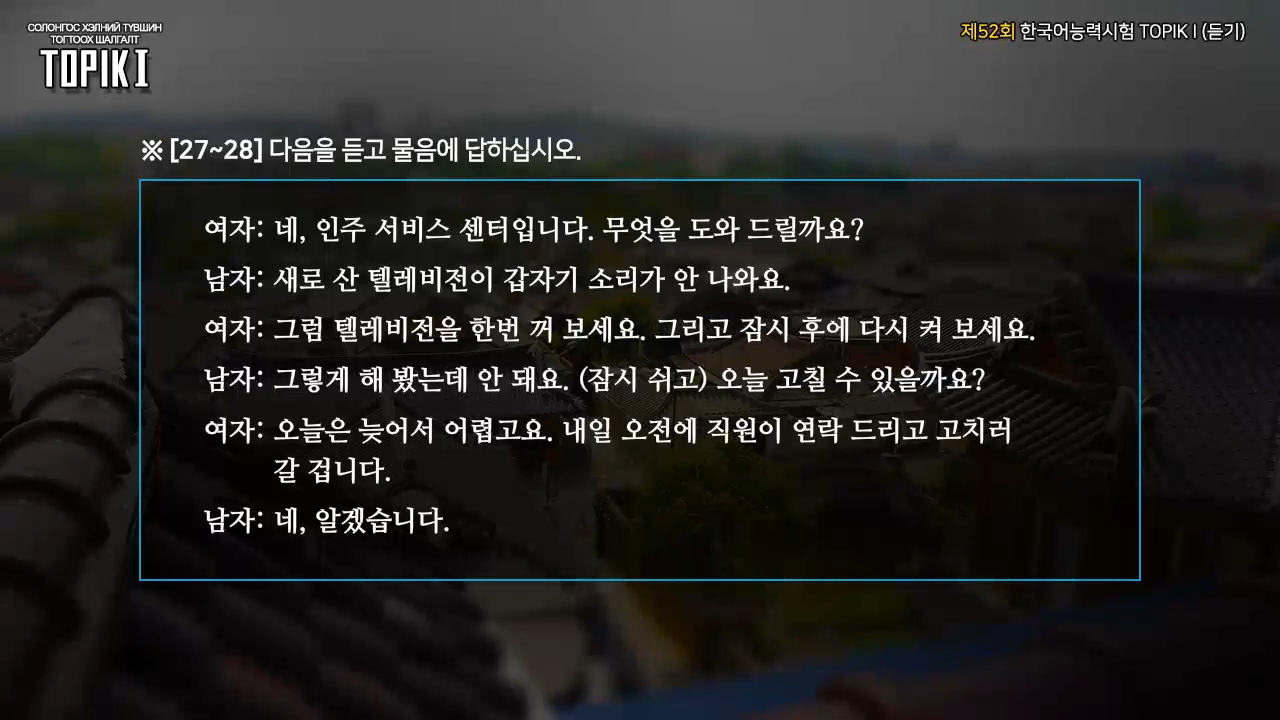 СОЛОНГОС ХЭЛНИЙ ТҮВШИН
ТОГТООХ ШАЛГАЛТ
TOPIK I
제52회 한국어능력시험 TOPIK I (듣기)
※ [27~28] 다음을 듣고 물음에 답하십시오.
여자: 네, 인주 서비스 센터입니다. 무엇을 도와 드릴까요?
남자: 새로 산 텔레비전이 갑자기 소리가 안 나와요.
여자: 그럼 텔레비전을 한번 꺼 보세요. 그리고 잠시 후에 다시 켜 보세요.
남자: 그렇게 해 봤는데 안 돼요. (잠시 쉬고) 오늘 고칠 수 있을까요?
여자: 오늘은 늦어서 어렵고요. 내일 오전에 직원이 연락 드리고 고치러
갈 겁니다.
남자: 네, 알겠습니다.